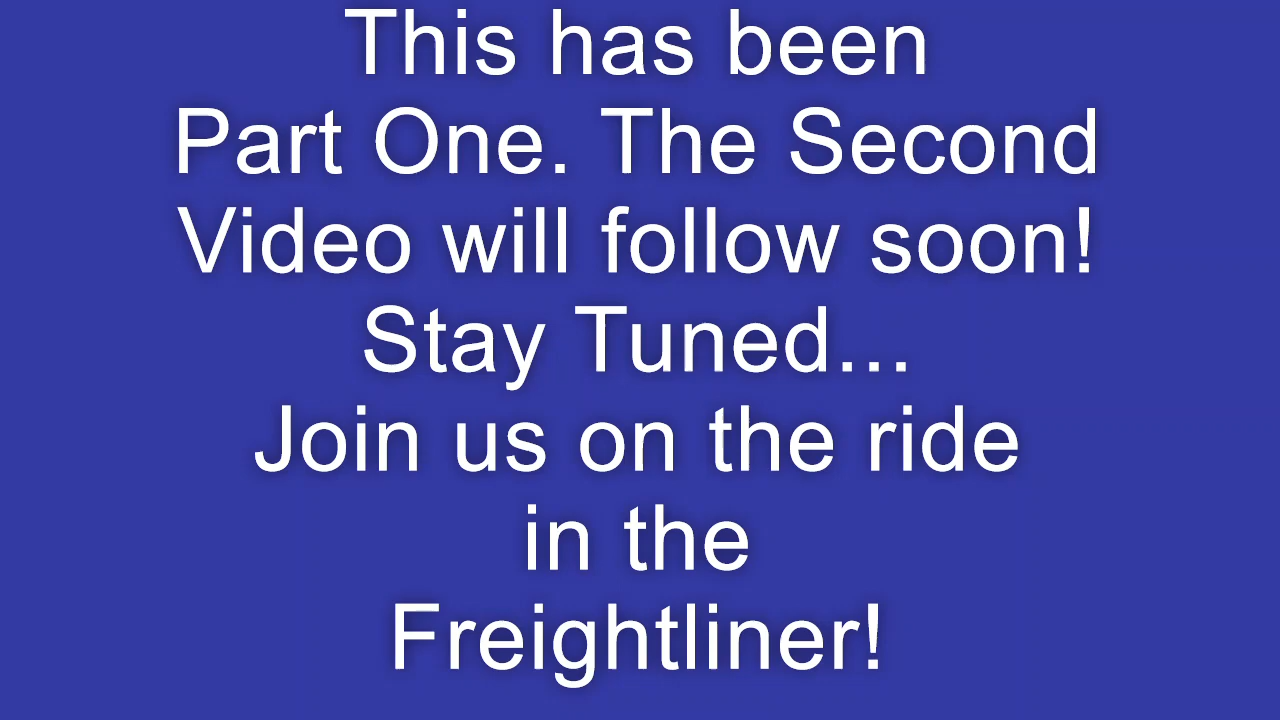 This has been
Part One. The Second
Video will follow soon!
Stay Tuned...
Join us on the ride
in the
Freightliner!